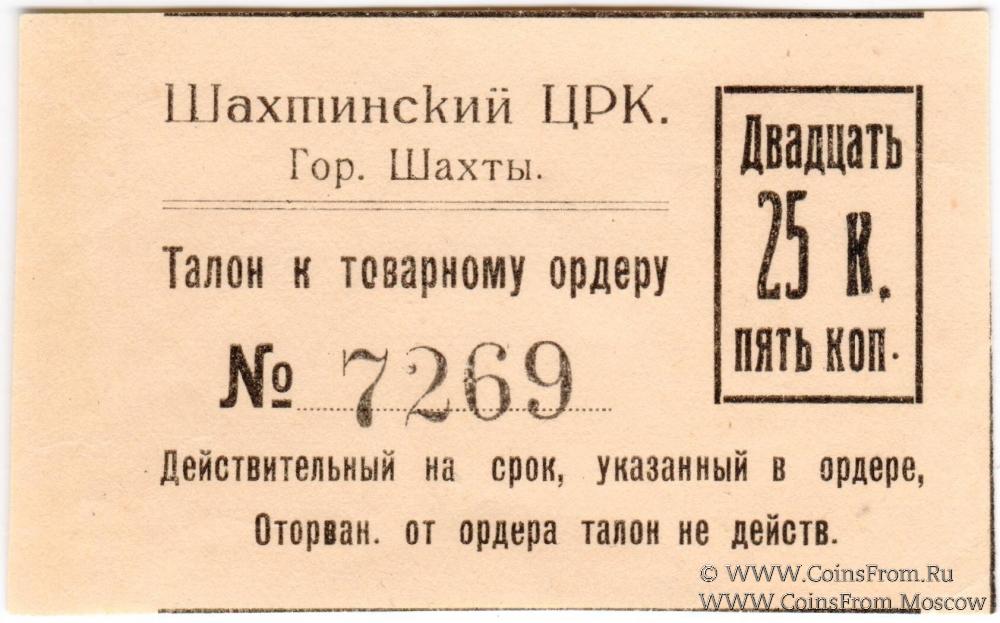 Шахтинский ЦРК.
Гор. Шахты.
Талон к товарному ордеру
№ 7269
Двадцать
25 к.
пять коп.
Действительный на срок, указанный в ордере,
Оторван. от ордера талон не действ.
© WWW.CoinsFrom.Ru
WWW.CoinsFrom.Moscow